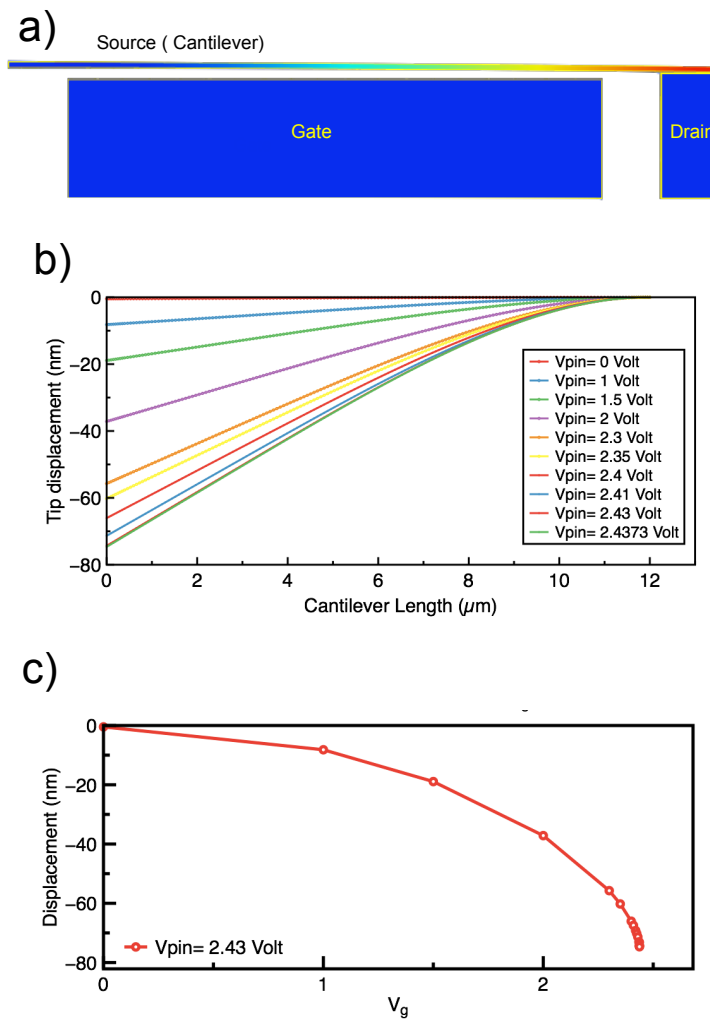 a)
Source ( Cantilever)
Gate
Drain
b)
Tip displacement (nm)
0
−20
−40
−60
−80
0 2 4 6 8 10 12
Cantilever Length (µm)
Vpin= 0 Volt
Vpin= 1 Volt
Vpin= 1.5 Volt
Vpin= 2 Volt
Vpin= 2.3 Volt
Vpin= 2.35 Volt
Vpin= 2.4 Volt
Vpin= 2.41 Volt
Vpin= 2.43 Volt
Vpin= 2.4373 Volt
c)
Displacement (nm)
0
−20
−40
−60
−80
Vpin= 2.43 Volt
0 1 2
Vg